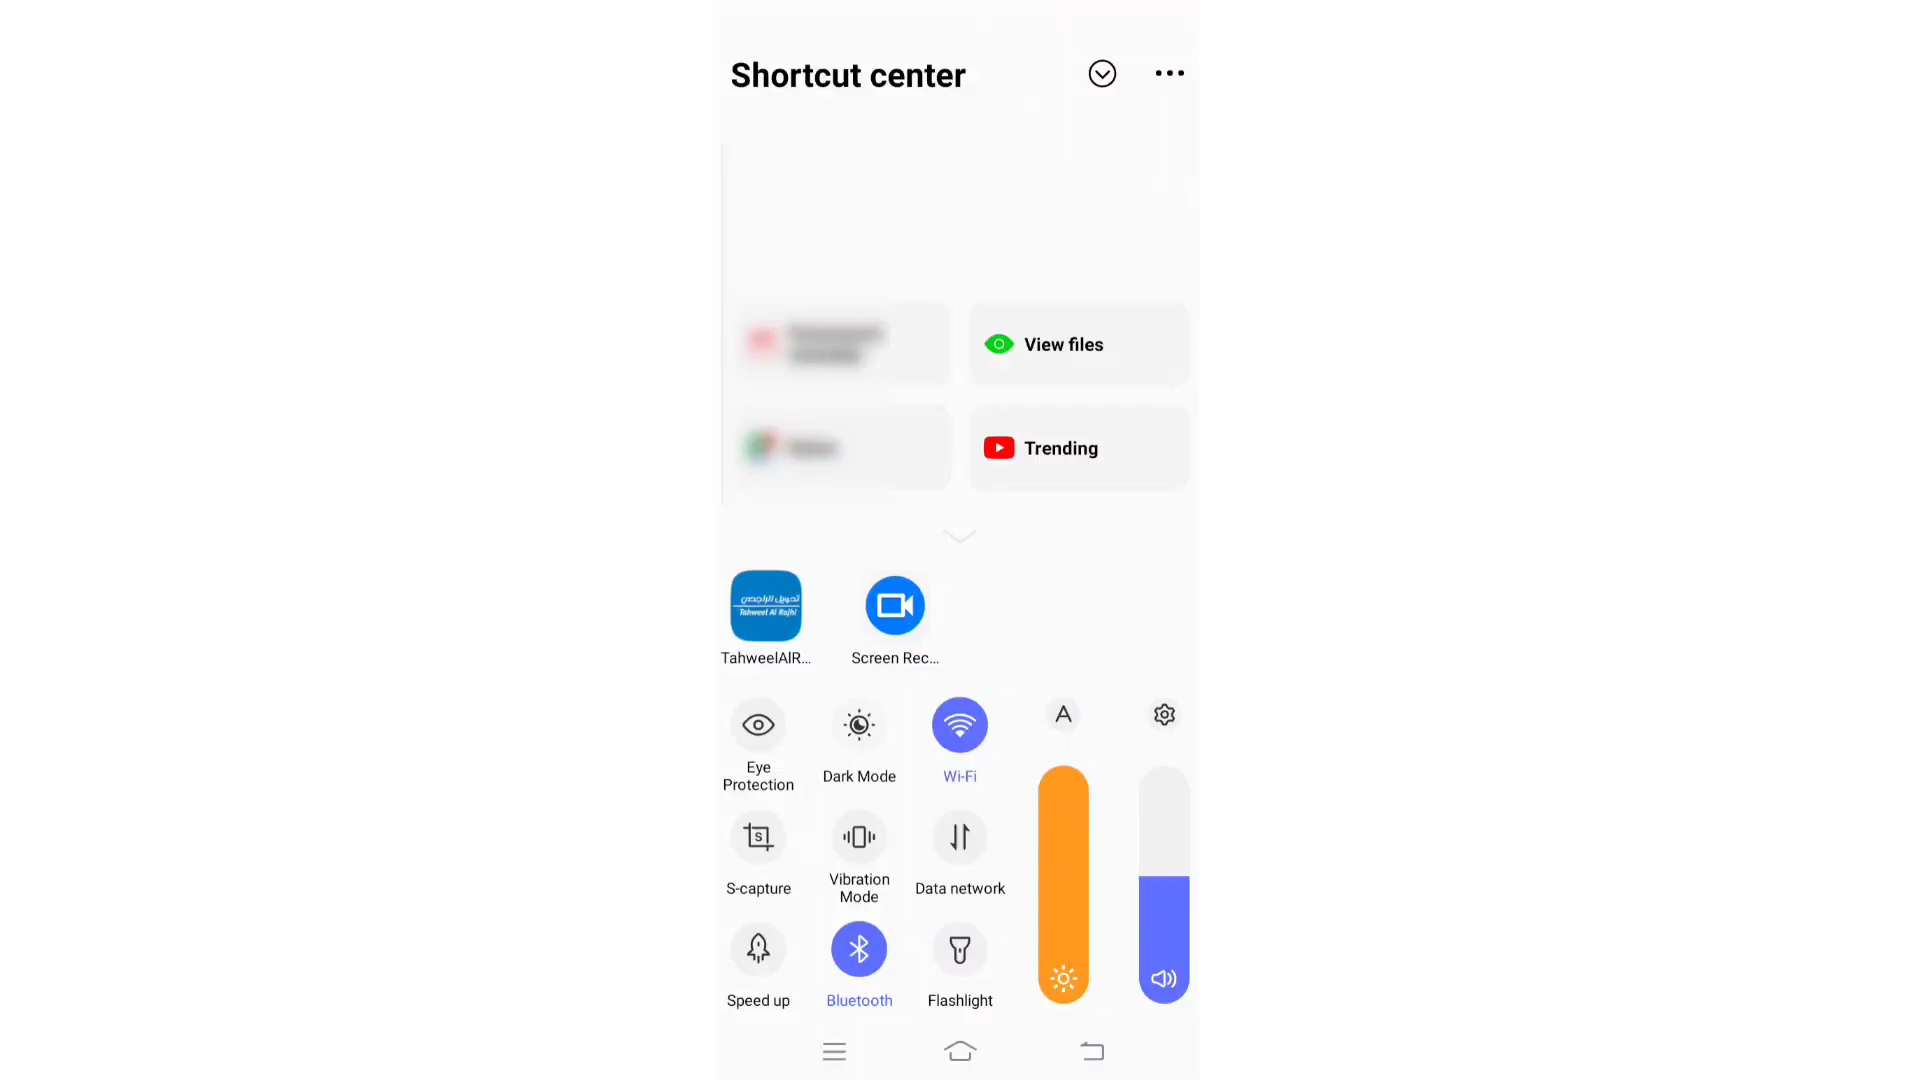 Shortcut center
View files
Trending
تحويل الراجحي
Tahweel Al Rajhi
TahweelAlR...
Screen Rec...
A
Eye
Protection
Dark Mode
Wi-Fi
S
S-capture
Vibration
Mode
Data network
Speed up
Bluetooth
Flashlight